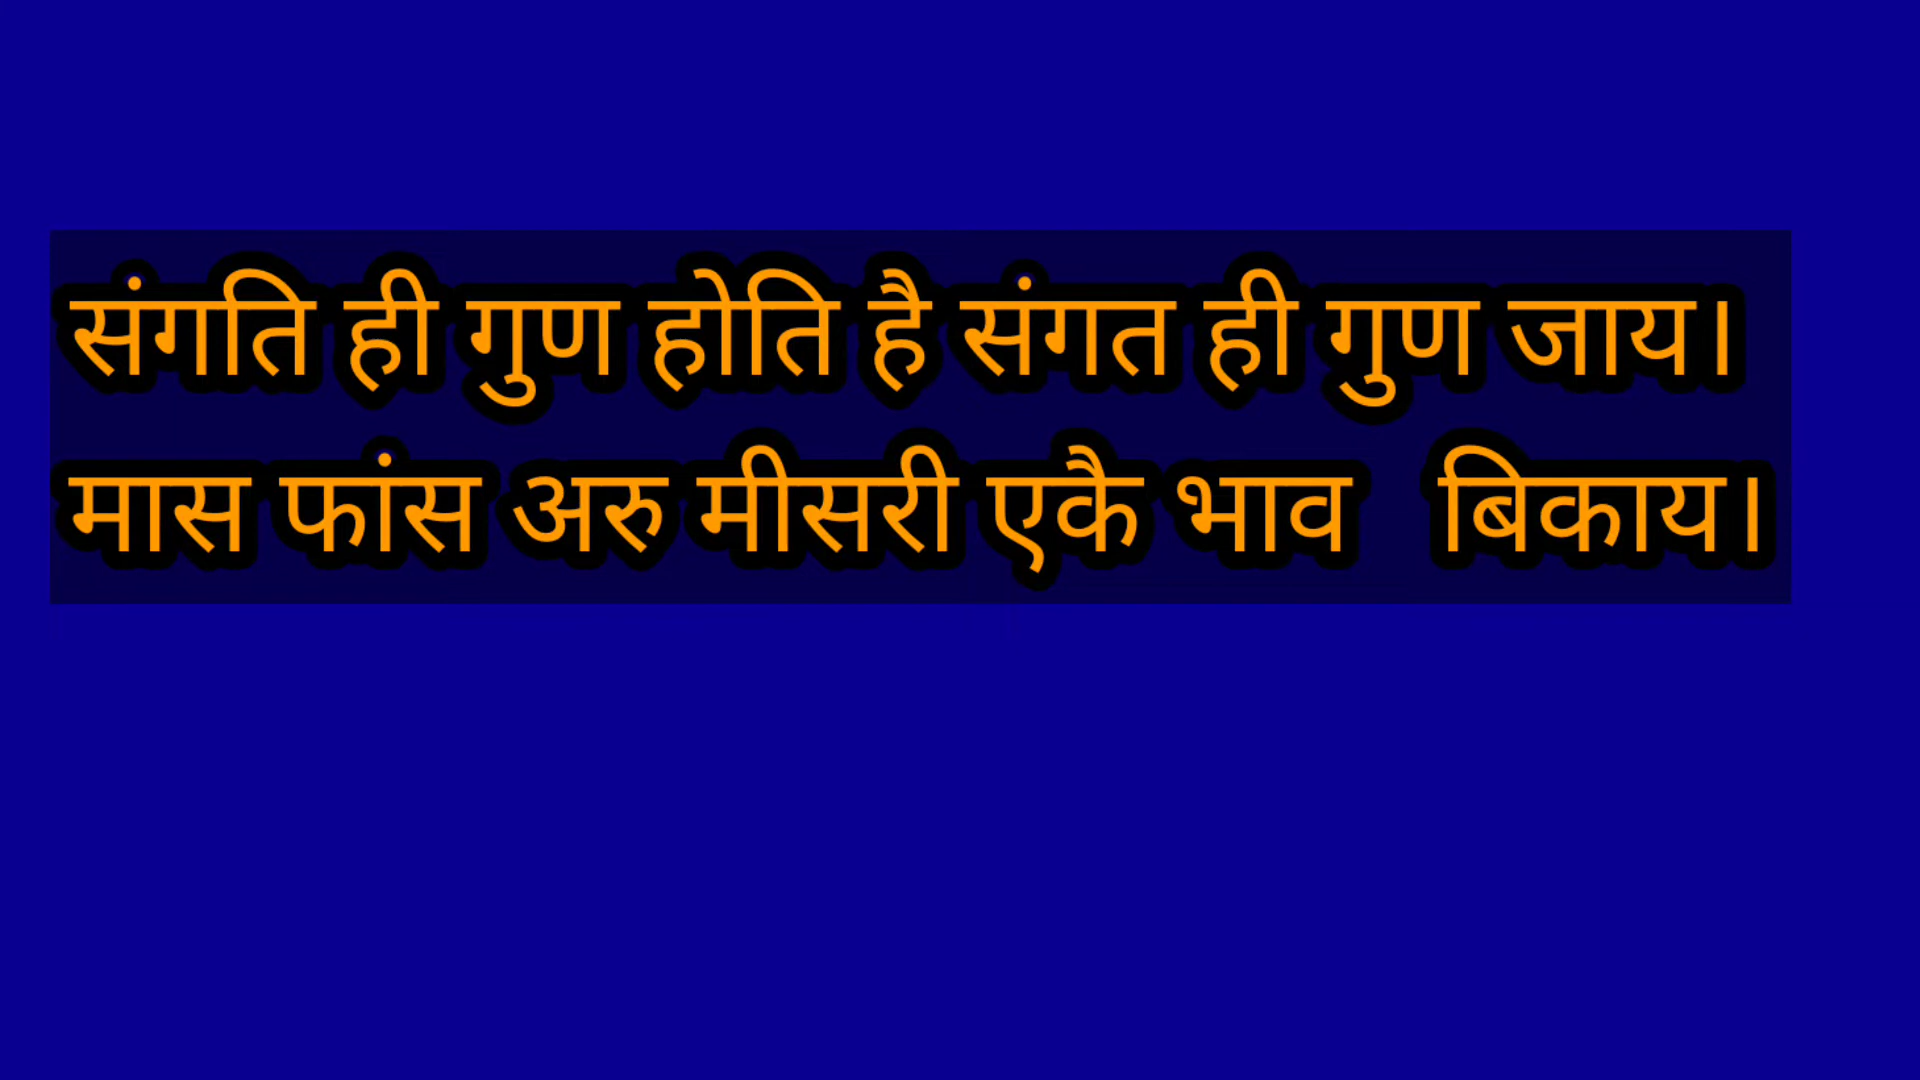 संगति ही गुण होति है संगत ही गुण जाय।
मास फांस अरु मीसरी एकै भाव   बिकाय।